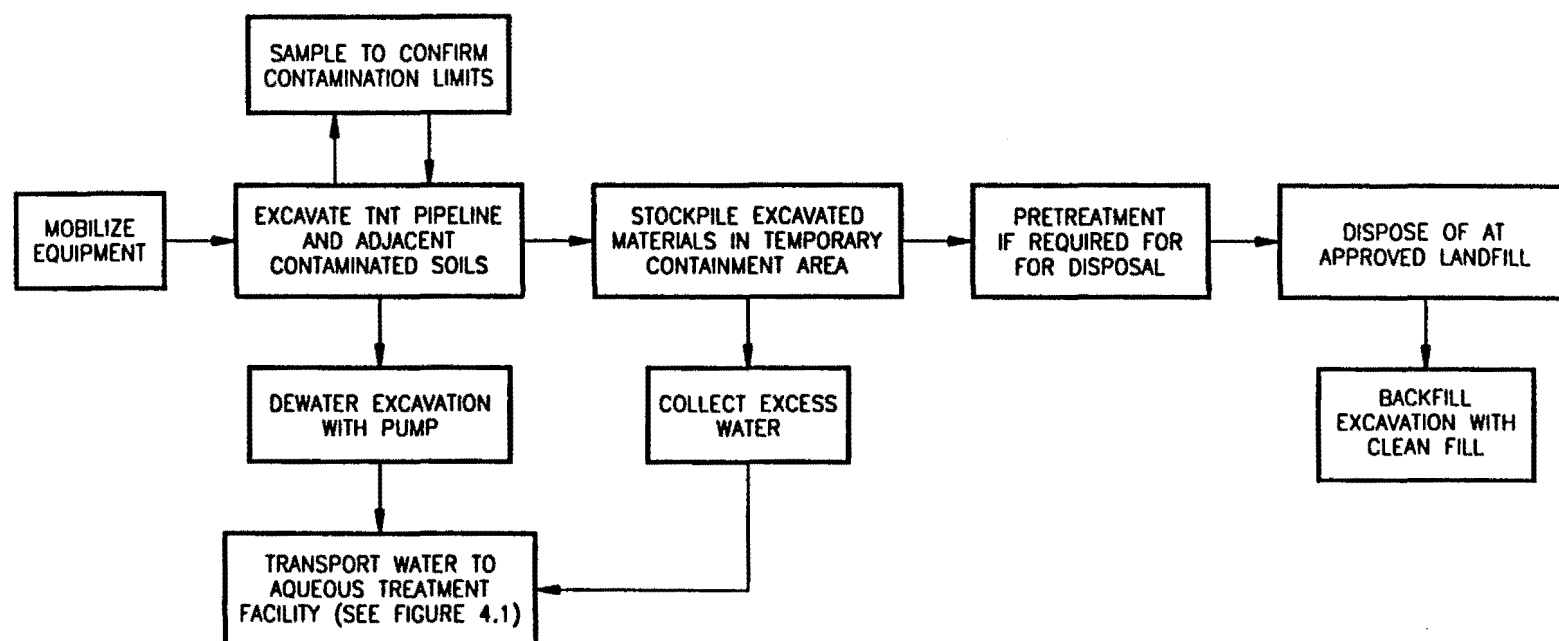 SAMPLE TO CONFIRM
CONTAMINATION LIMITS
MOBILIZE
EQUIPMENT
EXCAVATE TNT PIPELINE
AND ADJACENT
CONTAMINATED SOILS
STOCKPILE EXCAVATED
MATERIALS IN TEMPORARY
CONTAINMENT AREA
PRETREATMENT
IF REQUIRED FOR
FOR DISPOSAL
DISPOSE OF AT
APPROVED LANDFILL
DEWATER EXCAVATION
WITH PUMP
COLLECT EXCESS
WATER
BACKFILL
EXCAVATION WITH
CLEAN FILL
TRANSPORT WATER TO
AQUEOUS TREATMENT
FACILITY (SEE FIGURE 4.1)